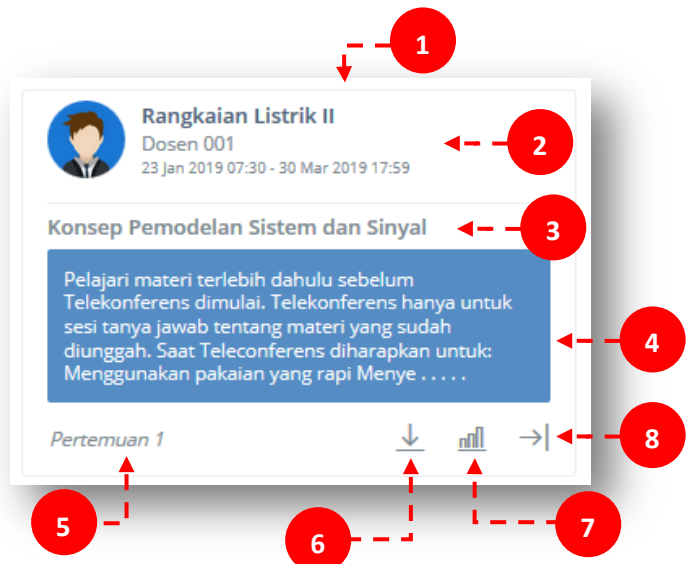 1
Rangkaian Listrik II
Dosen 001
2
23 Jan 2019 07:30 - 30 Mar 2019 17:59
Konsep Pemodelan Sistem dan Sinyal
3
Pelajari materi terlebih dahulu sebelum
Telekonferens dimulai. Telekonferens hanya untuk
sesi tanya jawab tentang materi yang sudah
diunggah. Saat Teleconferens diharapkan untuk:
Menggunakan pakaian yang rapi Menye . . . . .
4
Pertemuan 1
8
5
6
7